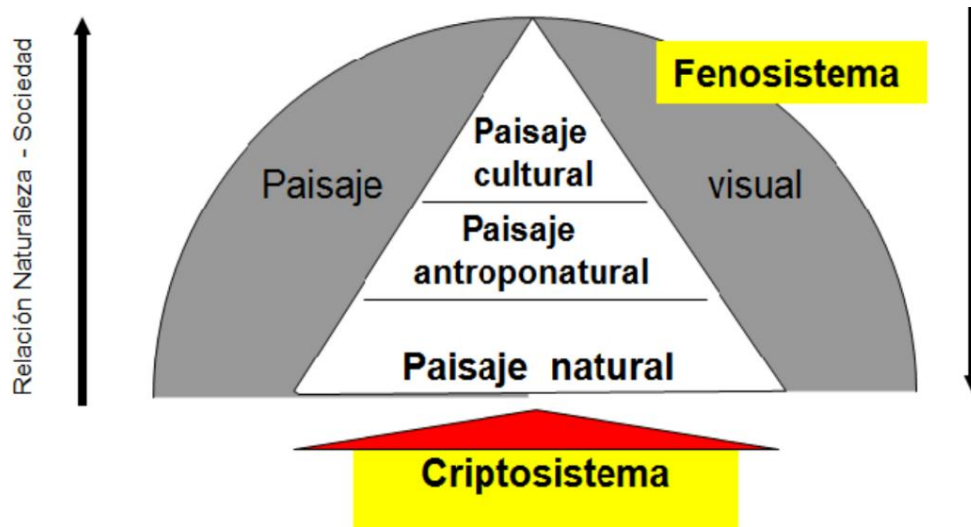 Relación Naturaleza - Sociedad
Fenosistema
Paisaje
cultural
Paisaje visual
Paisaje
antroponatural
Paisaje natural
Criptosistema